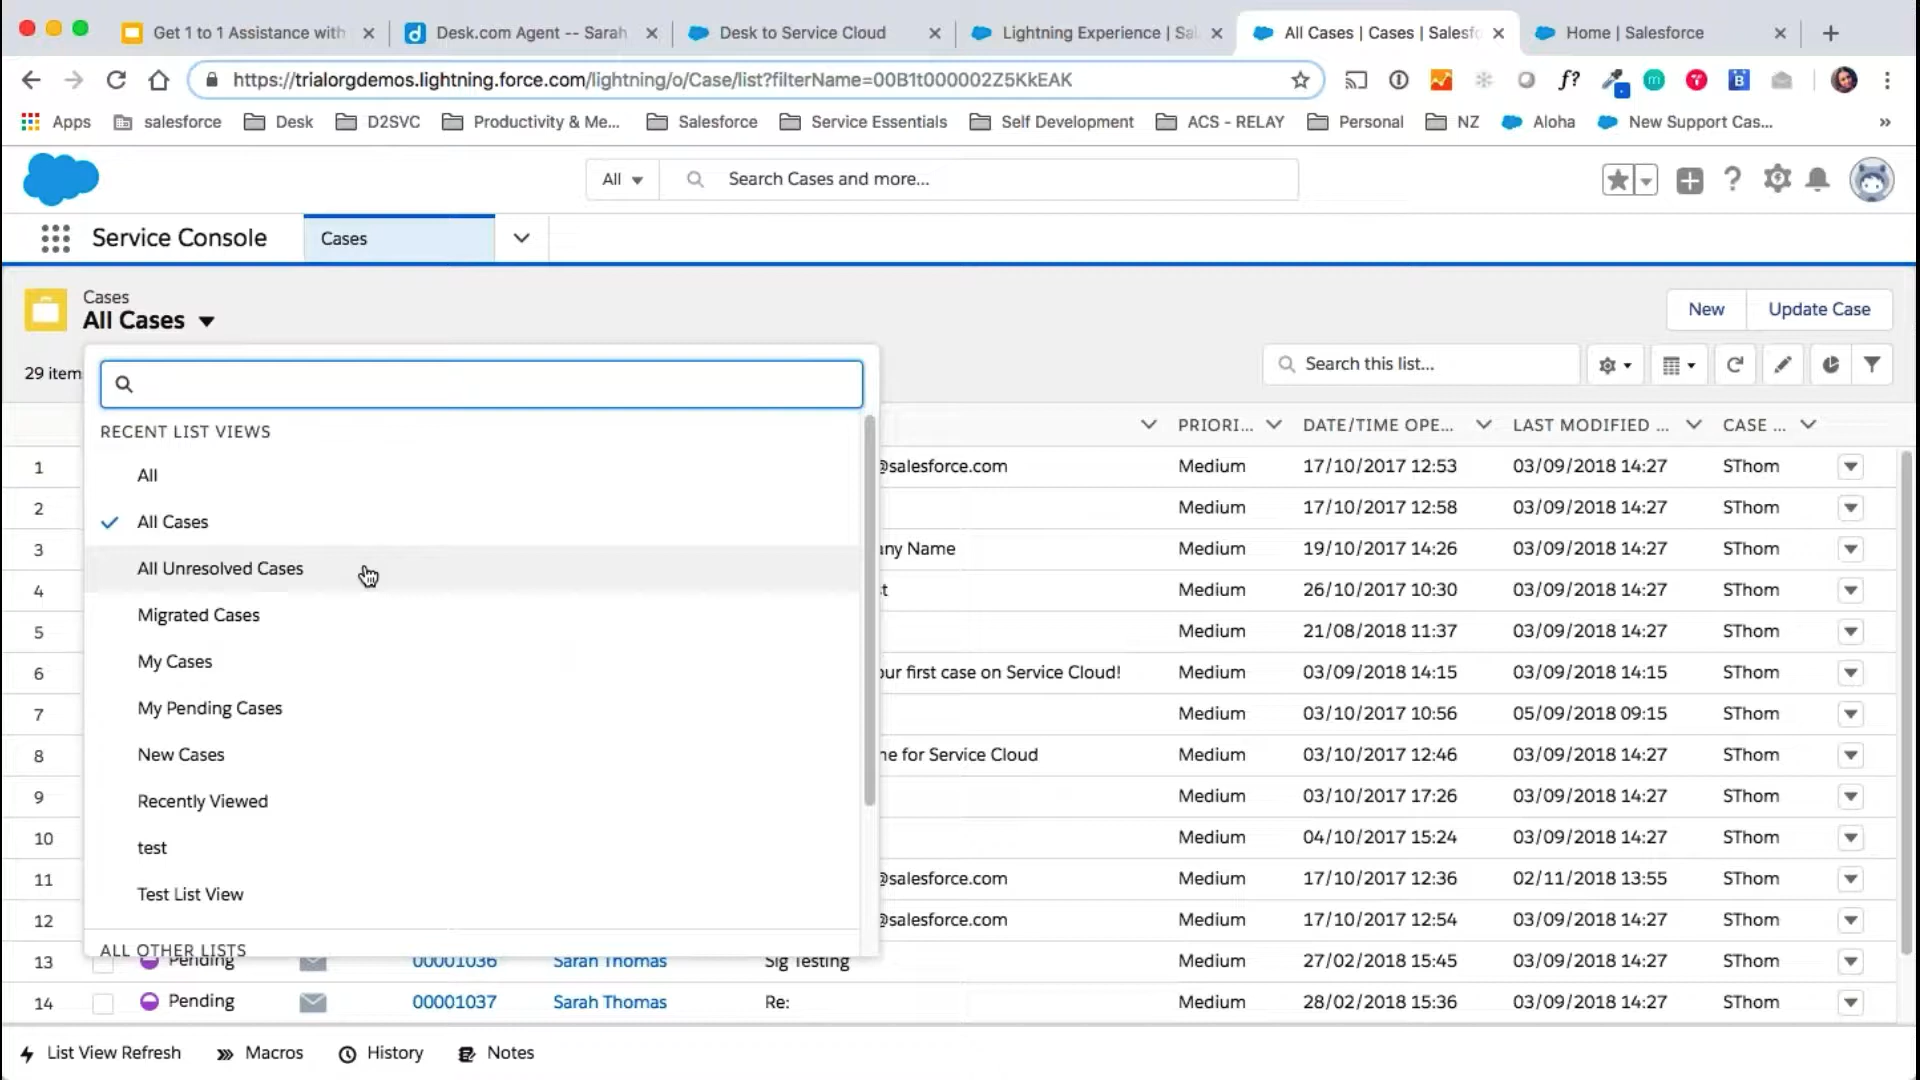 Get 1 to 1 Assistance with
Desk.com Agent -- Sarah
Desk to Service Cloud
Lightning Experience | Sal
All Cases | Cases | Salesfo
Home | Salesforce
https://trialorgdemos.lightning.force.com/lightning/o/Case/list?filterName=00B1t000002Z5KkEAK
Apps
salesforce
Desk
D2SVC
Productivity & Me...
Salesforce
Service Essentials
Self Development
ACS - RELAY
Personal
NZ
Aloha
New Support Cas...
All
Search Cases and more...
Service Console
Cases
Cases
All Cases
New
Update Case
29 item
Search this list...
RECENT LIST VIEWS
All
All Cases
All Unresolved Cases
Migrated Cases
My Cases
My Pending Cases
New Cases
Recently Viewed
test
Test List View
ALL OTHER LISTS
PRIORI... DATE/TIME OPE... LAST MODIFIED ... CASE ...
1 @salesforce.com Medium 17/10/2017 12:53 03/09/2018 14:27 SThom
2 Medium 17/10/2017 12:58 03/09/2018 14:27 SThom
3 any Name Medium 19/10/2017 14:26 03/09/2018 14:27 SThom
4 t Medium 26/10/2017 10:30 03/09/2018 14:27 SThom
5 Medium 21/08/2018 11:37 03/09/2018 14:27 SThom
6 our first case on Service Cloud! Medium 03/09/2018 14:15 03/09/2018 14:15 SThom
7 Medium 03/10/2017 10:56 05/09/2018 09:15 SThom
8 me for Service Cloud Medium 03/10/2017 12:46 03/09/2018 14:27 SThom
9 Medium 03/10/2017 17:26 03/09/2018 14:27 SThom
10 Medium 04/10/2017 15:24 03/09/2018 14:27 SThom
11 @salesforce.com Medium 17/10/2017 12:36 02/11/2018 13:55 SThom
12 @salesforce.com Medium 17/10/2017 12:54 03/09/2018 14:27 SThom
13 Pending 00001036 Sarah Thomas Sig Testing Medium 27/02/2018 15:45 03/09/2018 14:27 SThom
14 Pending 00001037 Sarah Thomas Re: Medium 28/02/2018 15:36 03/09/2018 14:27 SThom
List View Refresh
Macros
History
Notes